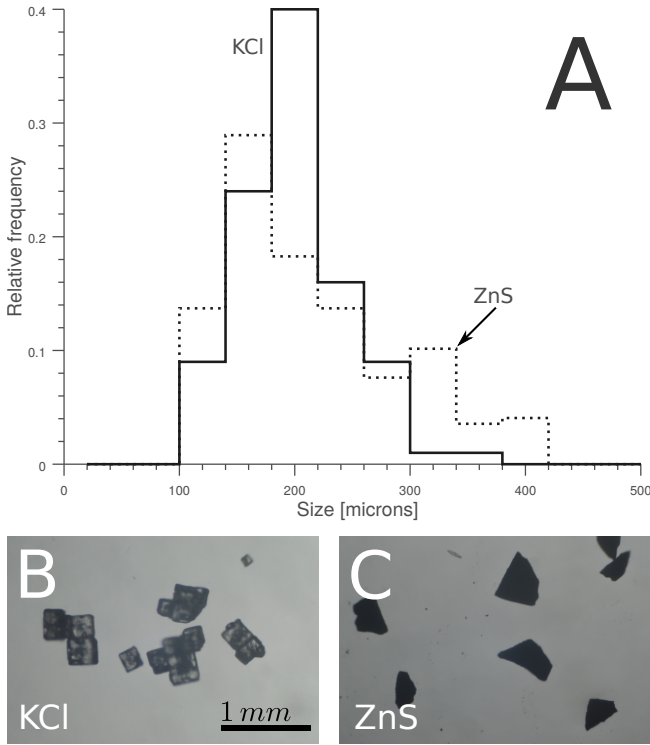 0.4
KCl
A
0.3
Relative frequency
0.2
ZnS
0.1
0
0 100 200 300 400 500
Size [microns]
B
C
1 mm
KCl
ZnS